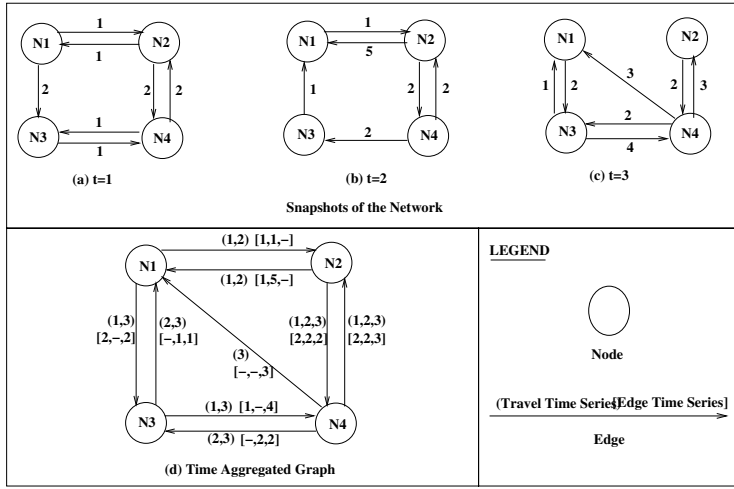 1
N1
N2
1
2
2
2
1
N3
N4
1
(a) t=1
1
N1
N2
5
1
2
2
N3
2
N4
(b) t=2
N1
N2
3
1
2
2
3
2
N3
N4
4
(c) t=3
Snapshots of the Network
(1,2) [1,1,-]
N1
N2
(1,2) [1,5,-]
(1,3)
[2,-,2]
(2,3)
[-,1,1]
(3)
[-,-,3]
(1,2,3)
[2,2,2]
(1,2,3)
[2,2,3]
(1,3) [1,-,4]
N3
N4
(2,3) [-,2,2]
(d) Time Aggregated Graph
LEGEND
Node
(Travel Time Series)[Edge Time Series]
Edge